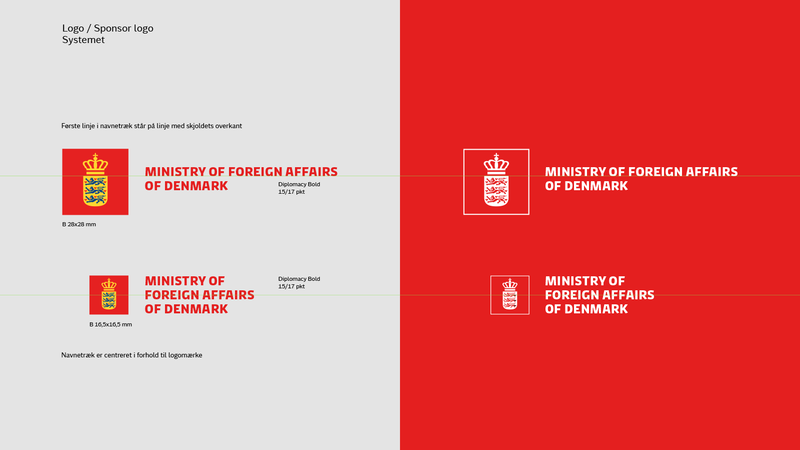 Logo / Sponsor logo
Systemet
Første linje i navnetræk står på linje med skjoldets overkant
MINISTRY OF FOREIGN AFFAIRS
OF DENMARK
Diplomacy Bold
15/17 pkt
B 28x28 mm
MINISTRY OF
FOREIGN AFFAIRS
OF DENMARK
Diplomacy Bold
15/17 pkt
B 16,5x16,5 mm
Navnetræk er centreret i forhold til logomærke
MINISTRY OF FOREIGN AFFAIRS
OF DENMARK
MINISTRY OF
FOREIGN AFFAIRS
OF DENMARK